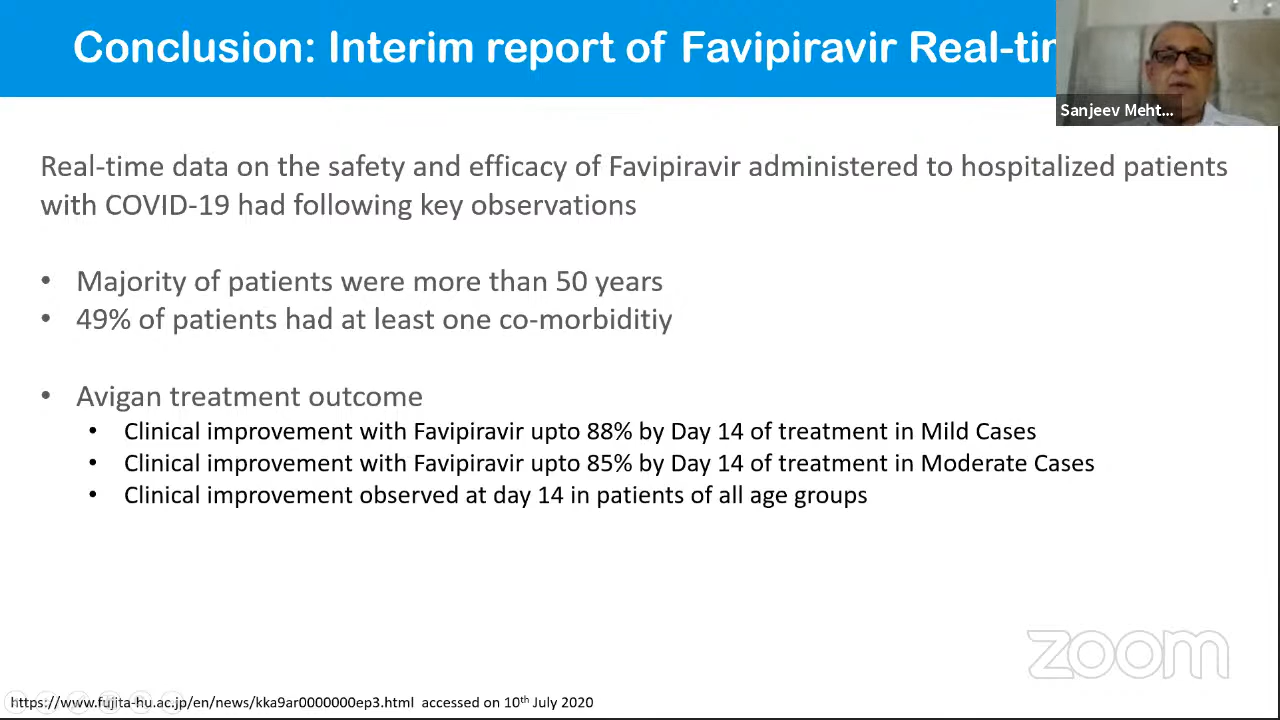 Conclusion: Interim report of Favipiravir Real-tim
Sanjeev Meht...
Real-time data on the safety and efficacy of Favipiravir administered to hospitalized patients
with COVID-19 had following key observations
• Majority of patients were more than 50 years
• 49% of patients had at least one co-morbiditiy
• Avigan treatment outcome
• Clinical improvement with Favipiravir upto 88% by Day 14 of treatment in Mild Cases
• Clinical improvement with Favipiravir upto 85% by Day 14 of treatment in Moderate Cases
• Clinical improvement observed at day 14 in patients of all age groups
zoom
https://www.fujita-hu.ac.jp/en/news/kka9ar0000000ep3.html accessed on 10th July 2020